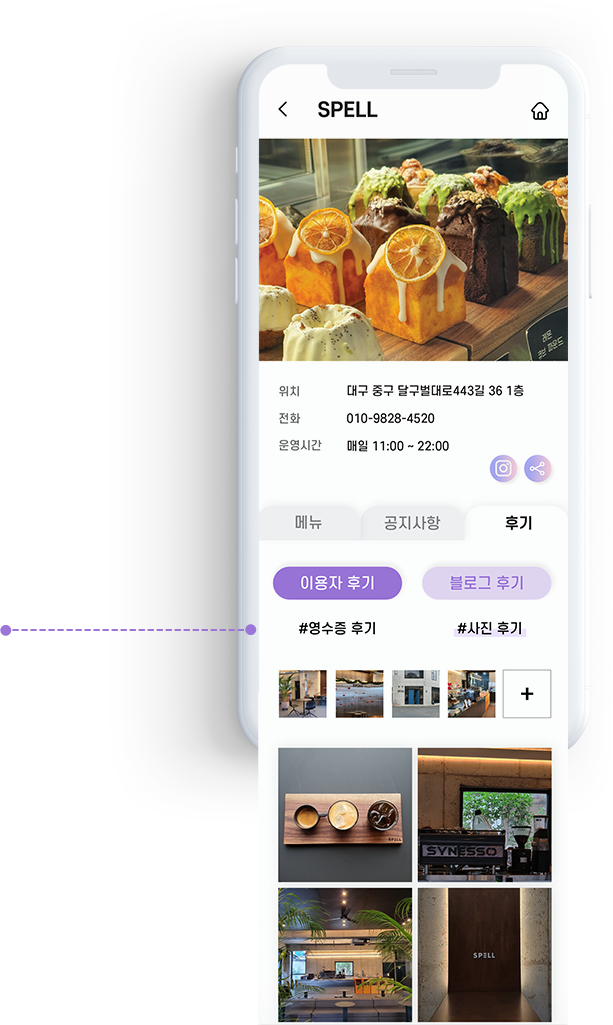 SPELL
위치 대구 중구 달구벌대로443길 36 1층
전화 010-9828-4520
운영시간 매일 11:00 ~ 22:00
메뉴 공지사항 후기
이용자 후기 블로그 후기
#영수증 후기 #사진 후기
+
SPELL
SYNESSO
SPELL